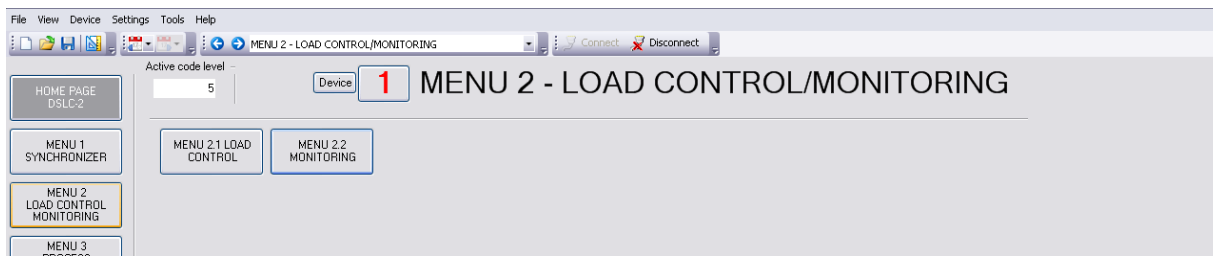 File View Device Settings Tools Help
MENU 2 - LOAD CONTROL/MONITORING
Connect Disconnect
Active code level
5
Device 1 MENU 2 - LOAD CONTROL/MONITORING
HOME PAGE
DSLC-2
MENU 1
SYNCHRONIZER
MENU 2.1 LOAD
CONTROL
MENU 2.2
MONITORING
MENU 2
LOAD CONTROL
MONITORING
MENU 3
PROCESS